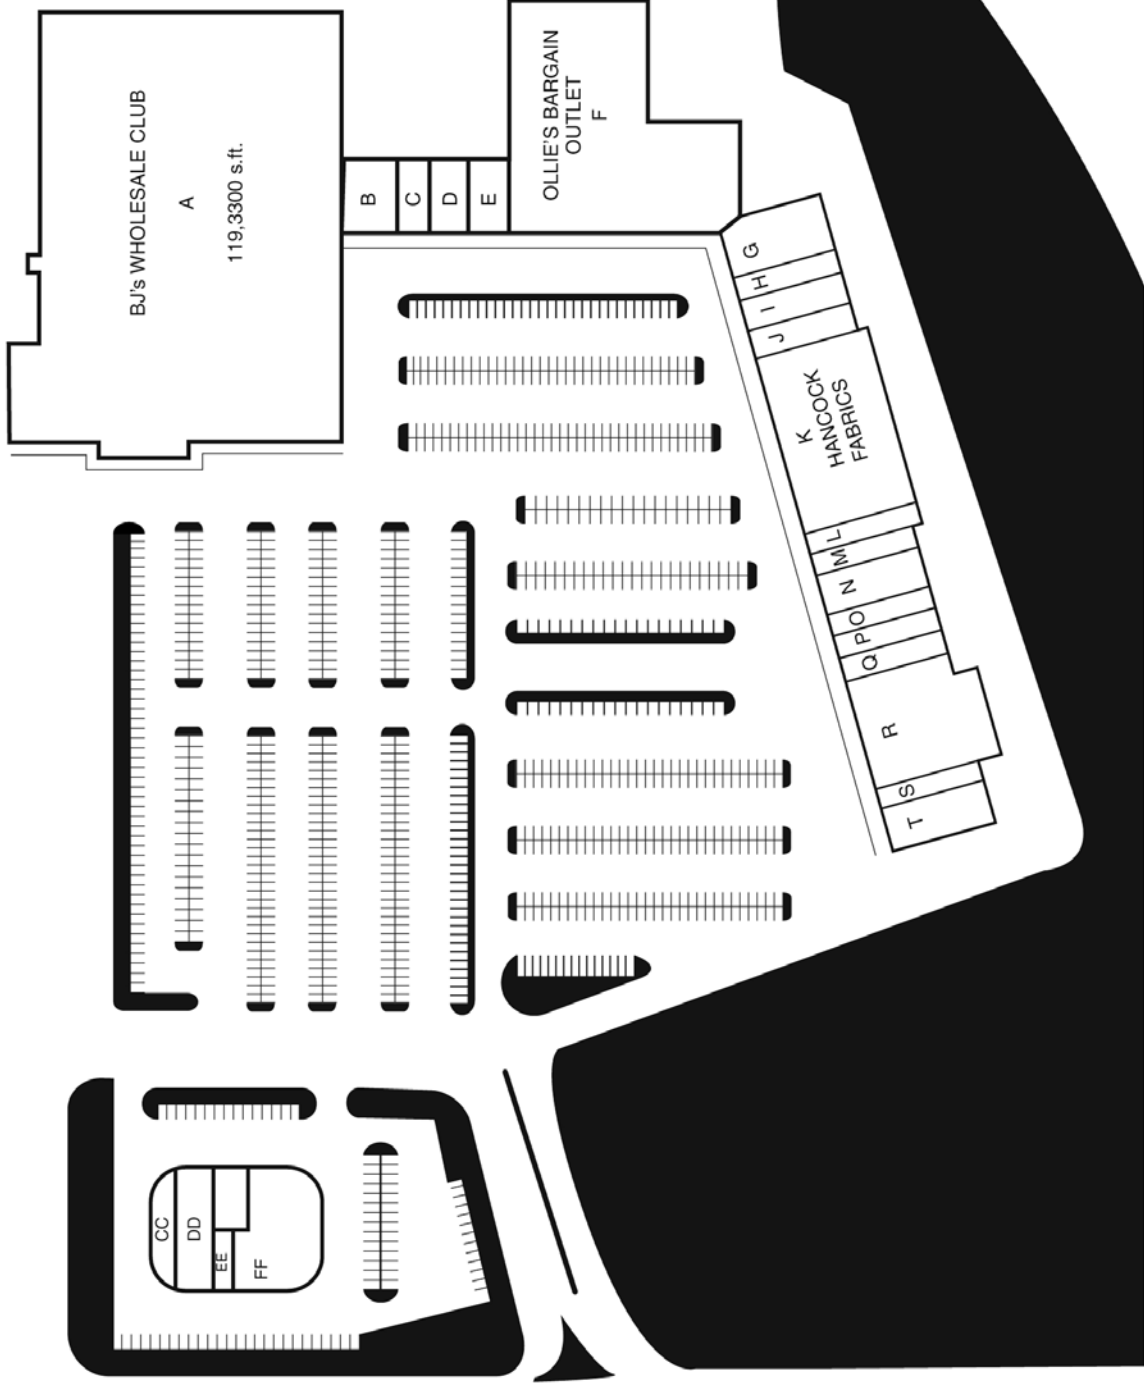 BJ's WHOLESALE CLUB
A
119,3300 s.ft.
B
C
D
E
OLLIE'S BARGAIN
OUTLET
F
G
H
I
J
K
HANCOCK
FABRICS
L
M
N
O
P
Q
R
S
T
CC
DD
EE
FF